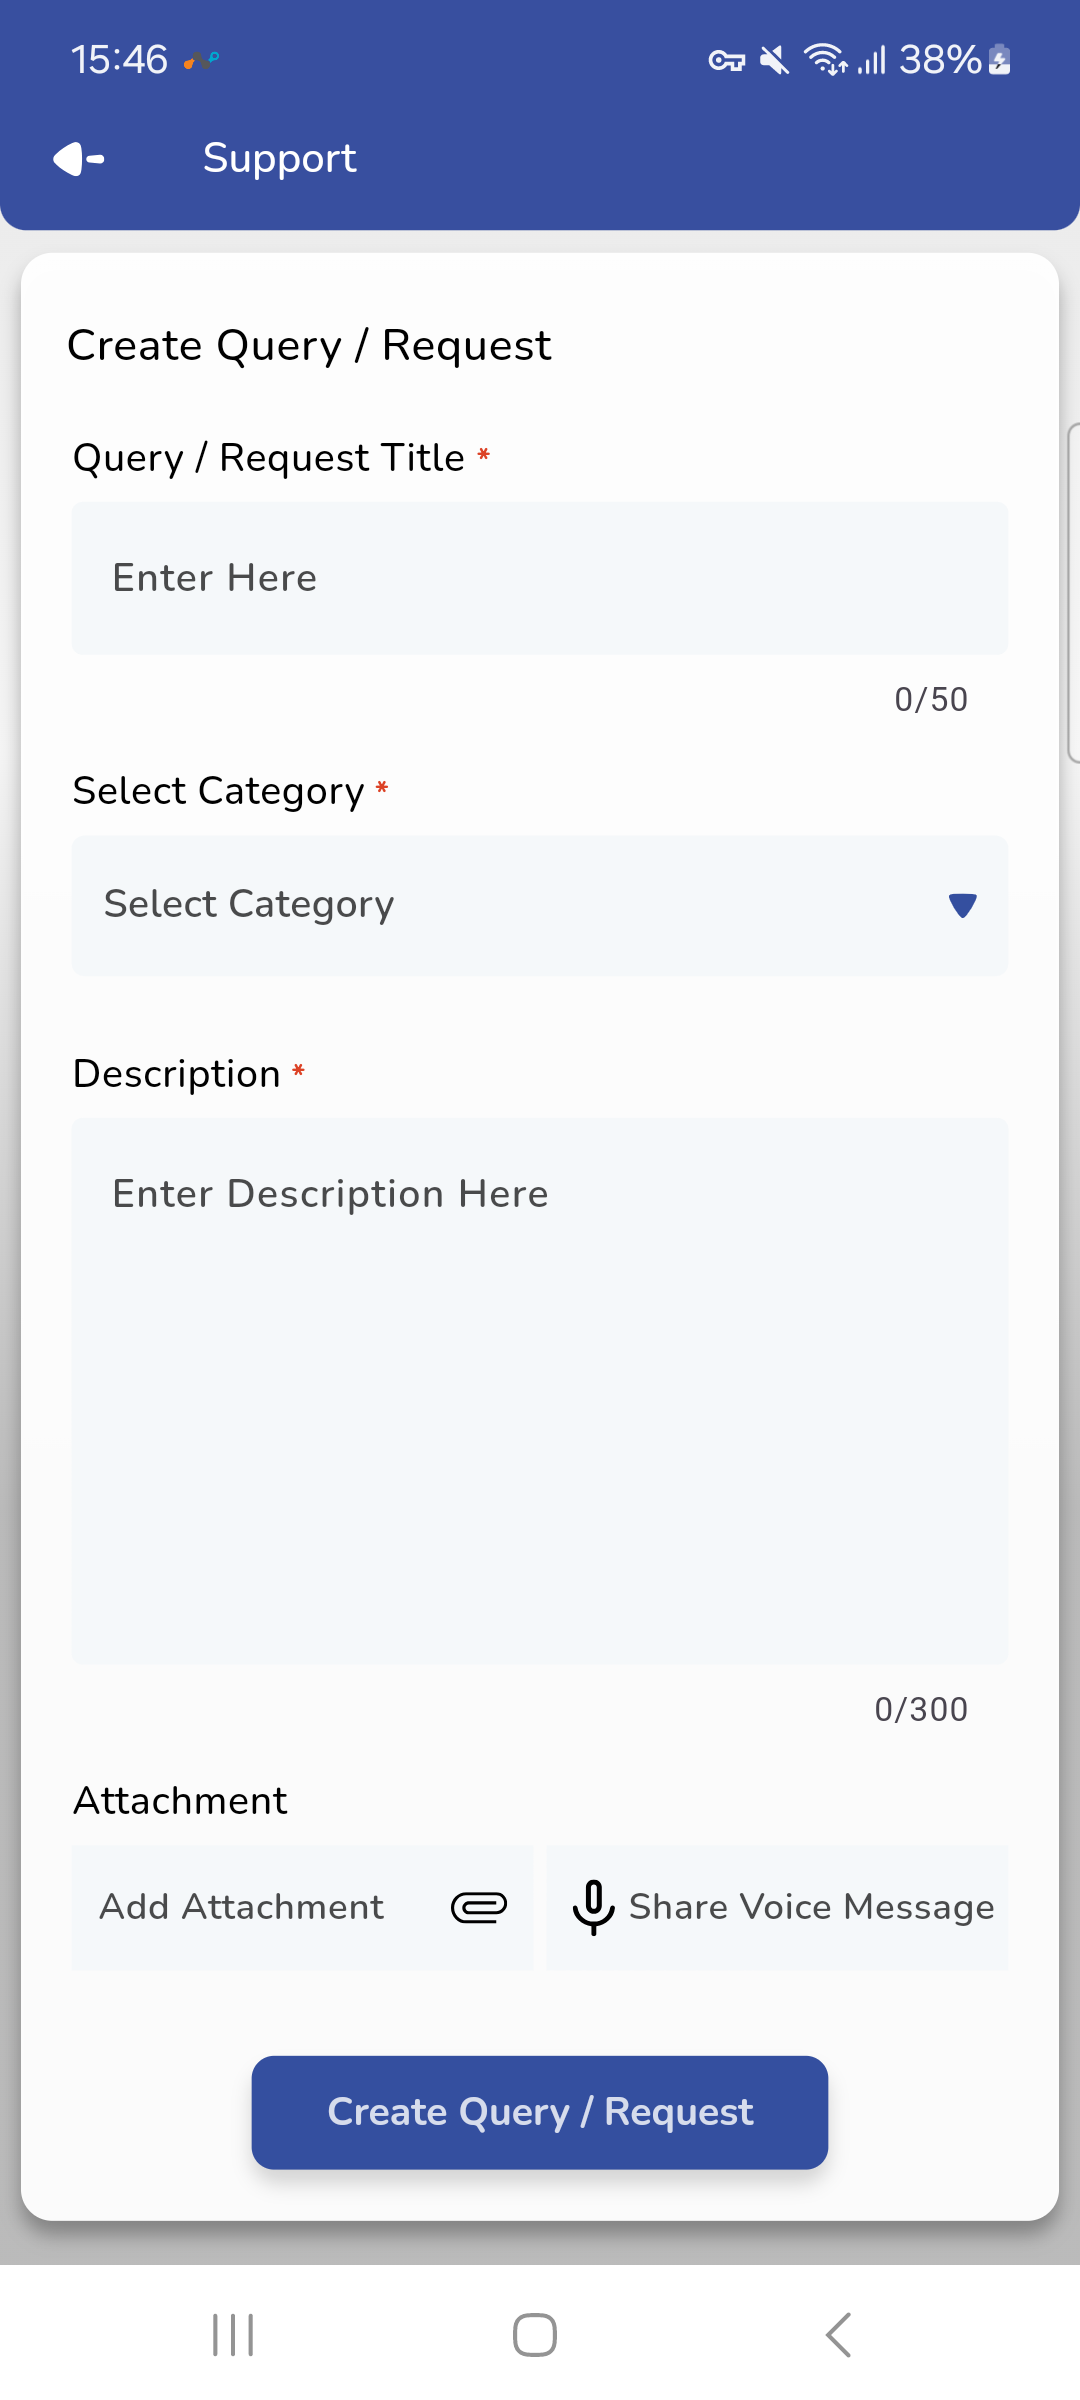 15:46
38%
Support
Create Query / Request
Query / Request Title *
Enter Here
0/50
Select Category *
Select Category
Description *
Enter Description Here
0/300
Attachment
Add Attachment
Share Voice Message
Create Query / Request